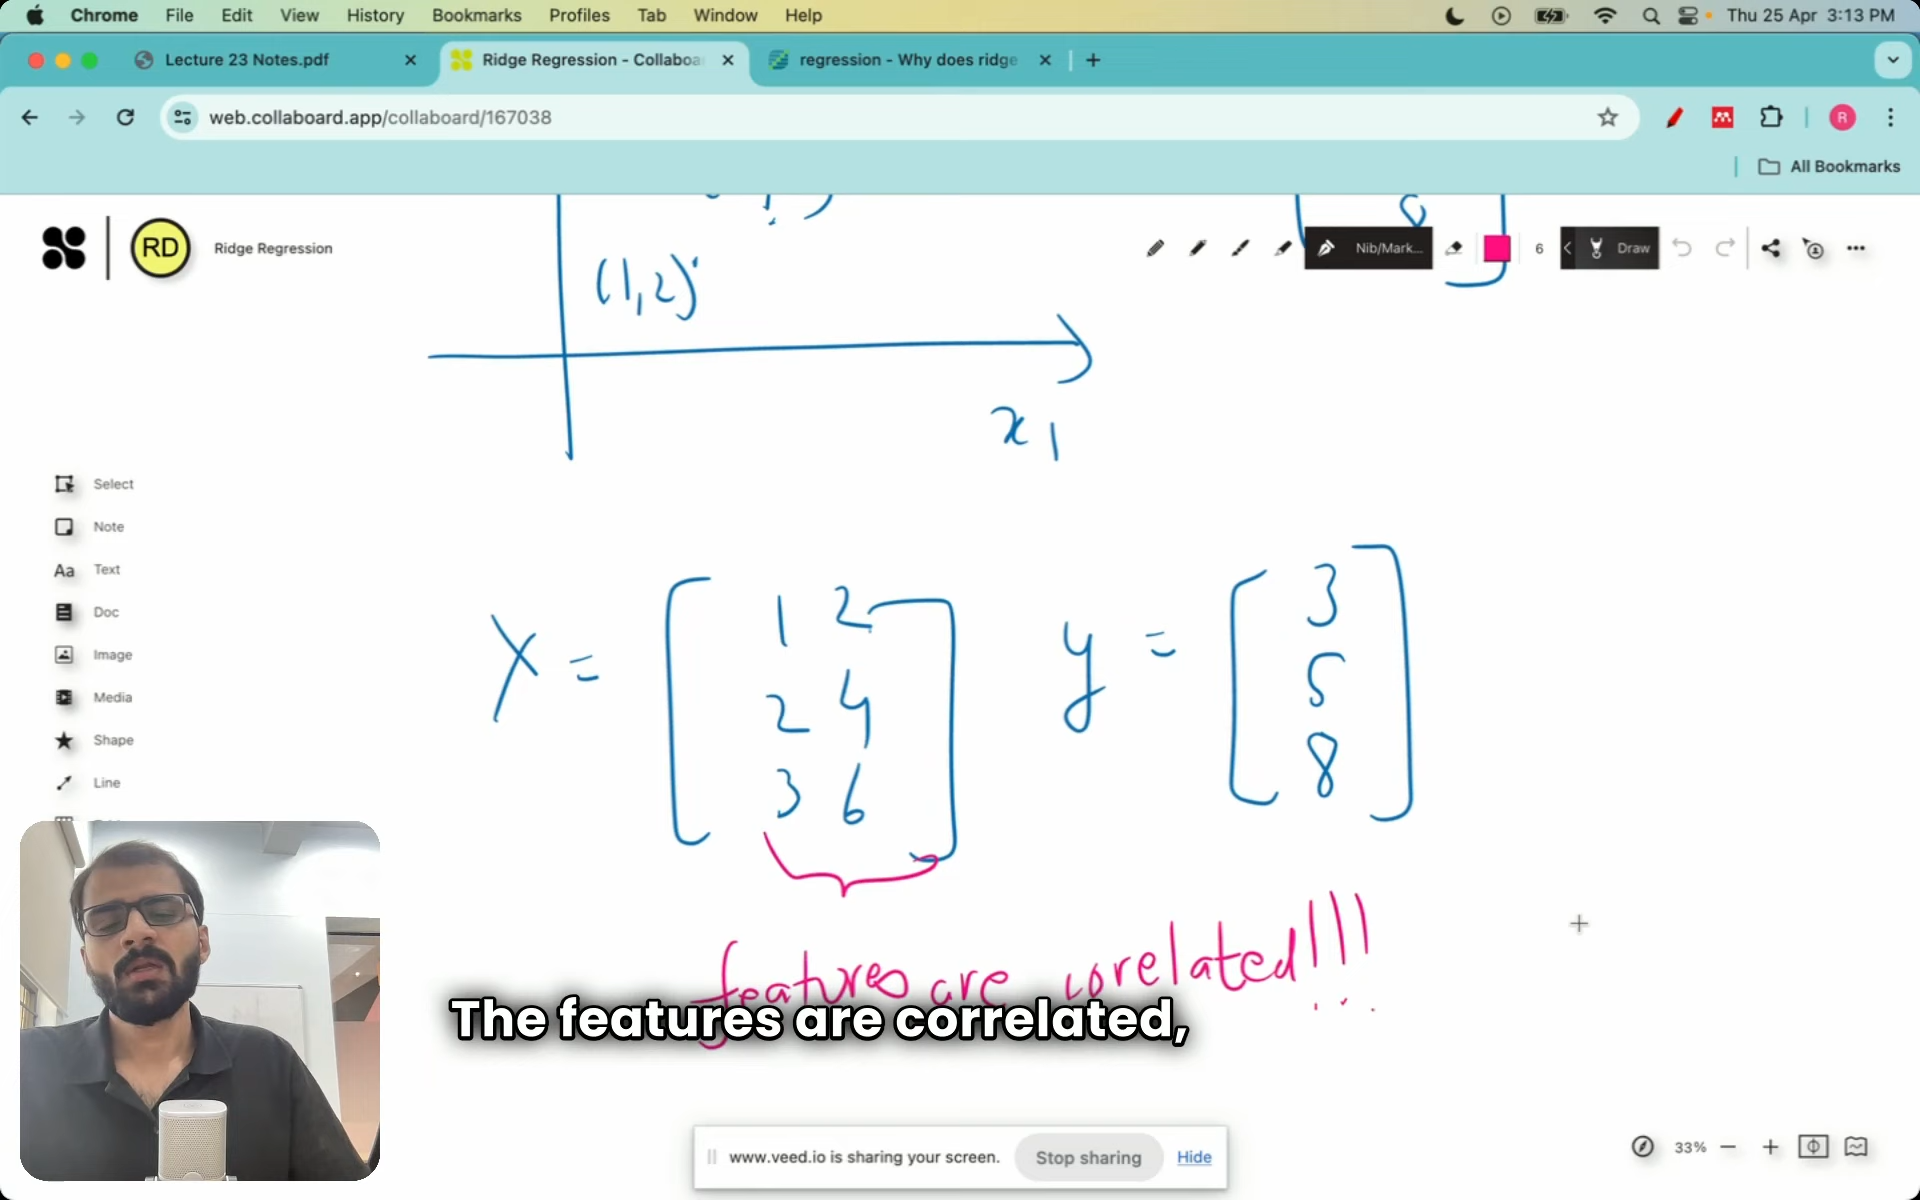 Chrome File Edit View History Bookmarks Profiles Tab Window Help Thu 25 Apr 3:13 PM
Lecture 23 Notes.pdf Ridge Regression - Collaboa regression - Why does ridge
web.collaboard.app/collaboard/167038 R
All Bookmarks
8
RD Ridge Regression Nib/Mark... 6 Draw
(1,2)
x1
Select
Note
Aa Text
Doc
Image
Media
Shape
Line
X = [ 1 2 y = [ 3
2 4 5
3 6 ] 8 ]
features are corelated!!!
The features are correlated,
www.veed.io is sharing your screen. Stop sharing Hide
33%